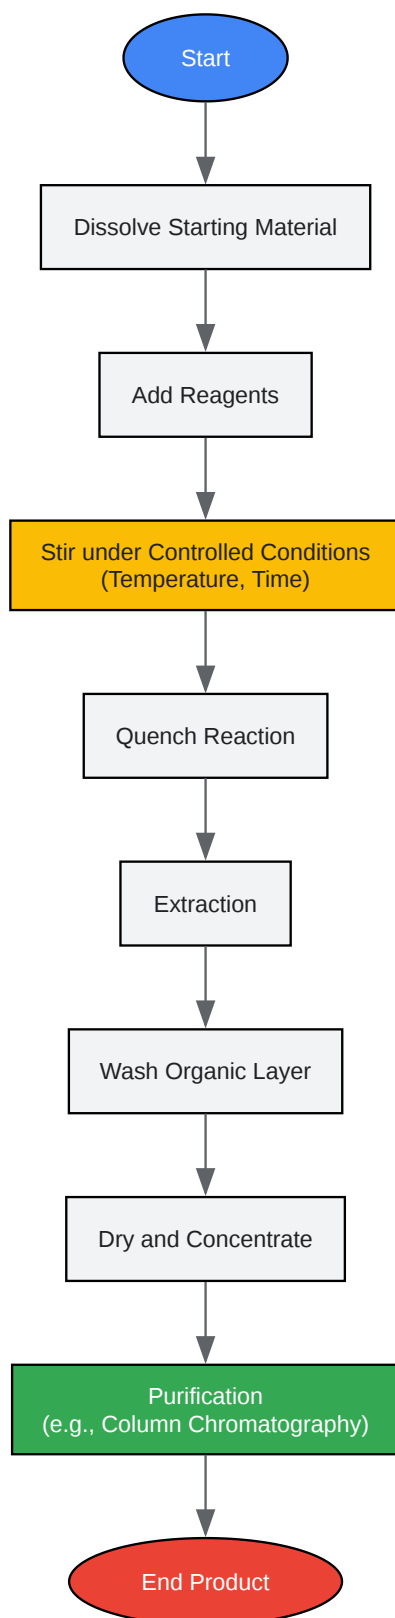 Start
Dissolve Starting Material
Add Reagents
Stir under Controlled Conditions
(Temperature, Time)
Quench Reaction
Extraction
Wash Organic Layer
Dry and Concentrate
Purification
(e.g., Column Chromatography)
End Product